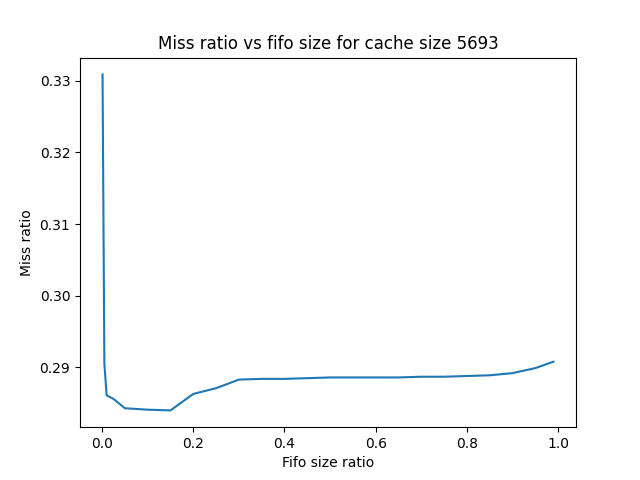 Miss ratio vs fifo size for cache size 5693
0.33
0.32
0.31
0.30
0.29
Miss ratio
0.0 0.2 0.4 0.6 0.8 1.0
Fifo size ratio